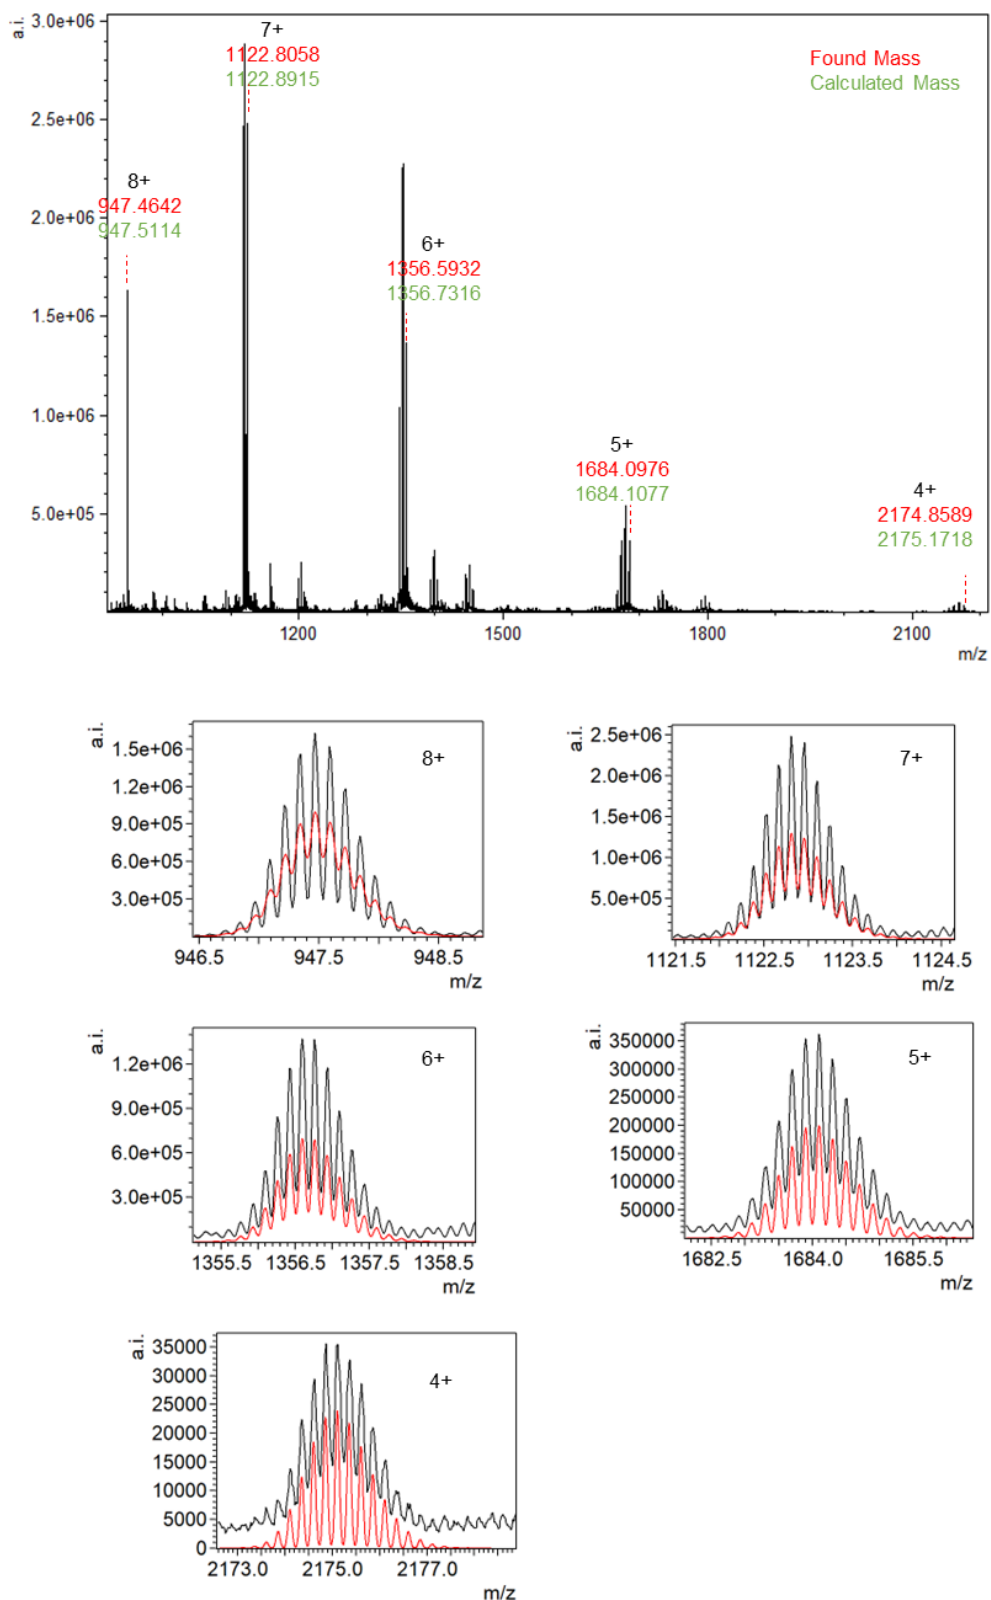 a.i.
3.0e+06
7+
1122.8058
1122.8915
Found Mass
Calculated Mass
2.5e+06
8+
947.4642
947.5114
2.0e+06
6+
1356.5932
1356.7316
1.5e+06
1.0e+06
5+
1684.0976
1684.1077
4+
2174.8589
2175.1718
5.0e+05
1200 1500 1800 2100
m/z
a.i.
8+
1.5e+06
1.2e+06
9.0e+05
6.0e+05
3.0e+05
946.5 947.5 948.5
m/z
a.i.
7+
2.5e+06
2.0e+06
1.5e+06
1.0e+06
5.0e+05
1121.5 1122.5 1123.5 1124.5
m/z
a.i.
6+
1.2e+06
9.0e+05
6.0e+05
3.0e+05
1355.5 1356.5 1357.5 1358.5
m/z
a.i.
5+
350000
300000
250000
200000
150000
100000
50000
1682.5 1684.0 1685.5
m/z
a.i.
4+
35000
30000
25000
20000
15000
10000
5000
0
2173.0 2175.0 2177.0
m/z